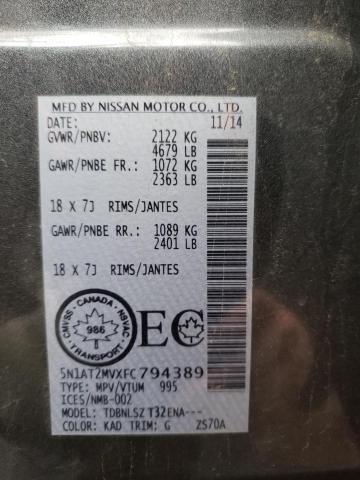 MFD BY NISSAN MOTOR CO., LTD.
DATE: 11/14
GVWR/PNBV: 2122 KG
4679 LB
GAWR/PNBE FR.: 1072 KG
2363 LB
18 X 7J RIMS/JANTES
GAWR/PNBE RR.: 1089 KG
2401 LB
18 X 7J RIMS/JANTES
CMVSS - CANADA - NSVAC
986
TRANSPORT
EC
5N1AT2MVXFC794389
TYPE: MPV/VTUM 995
ICES/NMB-002
MODEL: TDBNLSZ T32ENA---
COLOR: KAD TRIM: G ZS70A